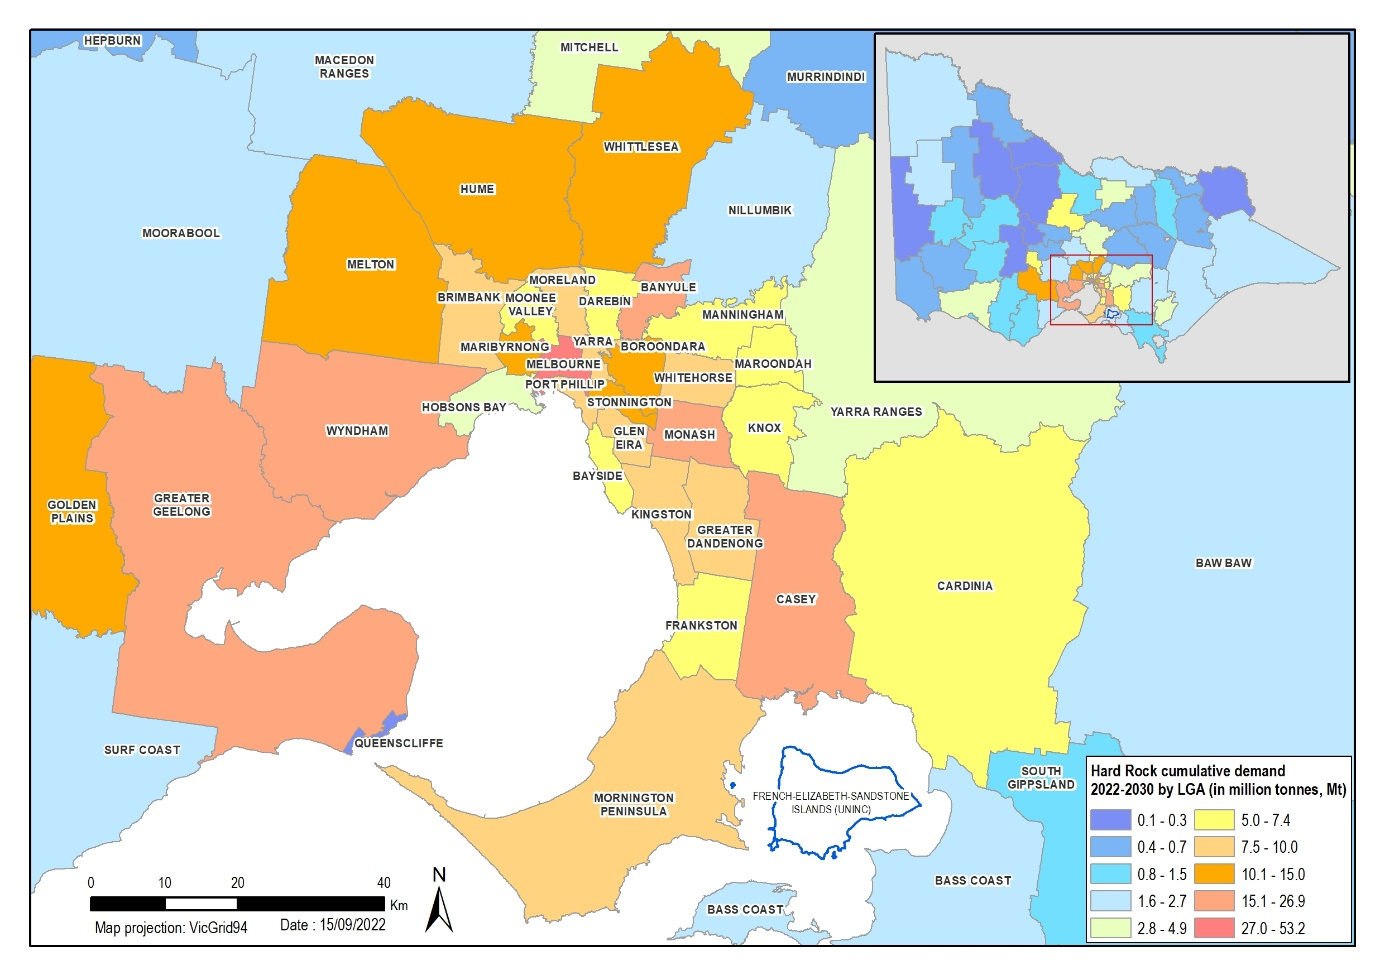 HEPBURN
MACEDON
RANGES
MITCHELL
MURRINDINDI
WHITTLESEA
HUME
NILLUMBIK
MOORABOOL
MELTON
MORELAND
BANYULE
BRIMBANK
MOONEE
VALLEY
DAREBIN
MANNINGHAM
MARIBYRNONG
YARRA
BOROONDARA
MELBOURNE
MAROONDAH
WHITEHORSE
PORT PHILLIP
STONNINGTON
HOBSONS BAY
YARRA RANGES
WYNDHAM
GLEN
EIRA
MONASH
KNOX
BAYSIDE
GREATER
GEELONG
GOLDEN
PLAINS
KINGSTON
GREATER
DANDENONG
BAW BAW
CARDINIA
CASEY
FRANKSTON
SURF COAST
QUEENSCLIFFE
SOUTH
GIPPSLAND
MORNINGTON
PENINSULA
FRENCH-ELIZABETH-SANDSTONE
ISLANDS (UNINC)
BASS COAST
BASS COAST
Hard Rock cumulative demand
2022-2030 by LGA (in million tonnes, Mt)
0.1 - 0.3
5.0 - 7.4
0.4 - 0.7
7.5 - 10.0
0.8 - 1.5
10.1 - 15.0
1.6 - 2.7
15.1 - 26.9
2.8 - 4.9
27.0 - 53.2
N
0 10 20 40
Km
Map projection: VicGrid94
Date : 15/09/2022